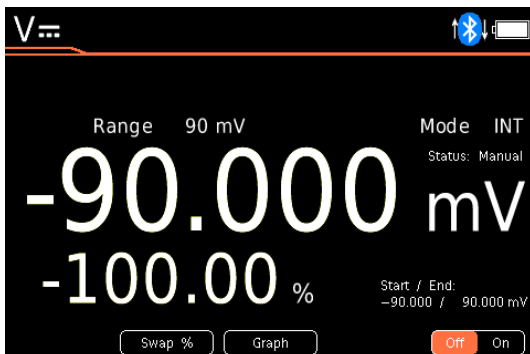 V
Range 90 mV
Mode INT
Status: Manual
-90.000 mV
-100.00 %
Start / End:
-90.000 / 90.000 mV
Swap %
Graph
Off
On